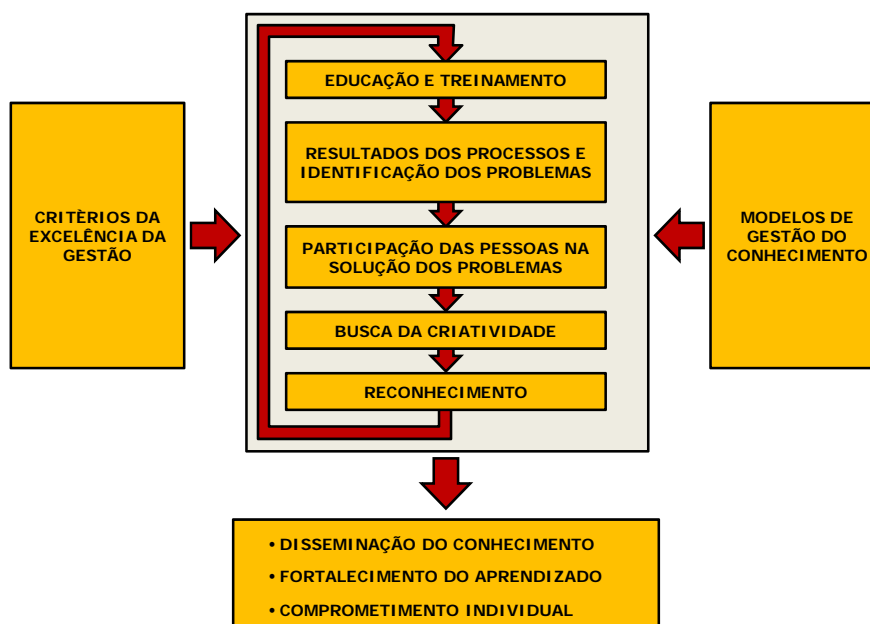 EDUCAÇÃO E TREINAMENTO
RESULTADOS DOS PROCESSOS E
IDENTIFICAÇÃO DOS PROBLEMAS
CRITÈRIOS DA
EXCELÊNCIA DA
GESTÃO
PARTICIPAÇÃO DAS PESSOAS NA
SOLUÇÃO DOS PROBLEMAS
MODELOS DE
GESTÃO DO
CONHECIMENTO
BUSCA DA CRIATIVIDADE
RECONHECIMENTO
• DISSEMINAÇÃO DO CONHECIMENTO
• FORTALECIMENTO DO APRENDIZADO
• COMPROMETIMENTO INDIVIDUAL